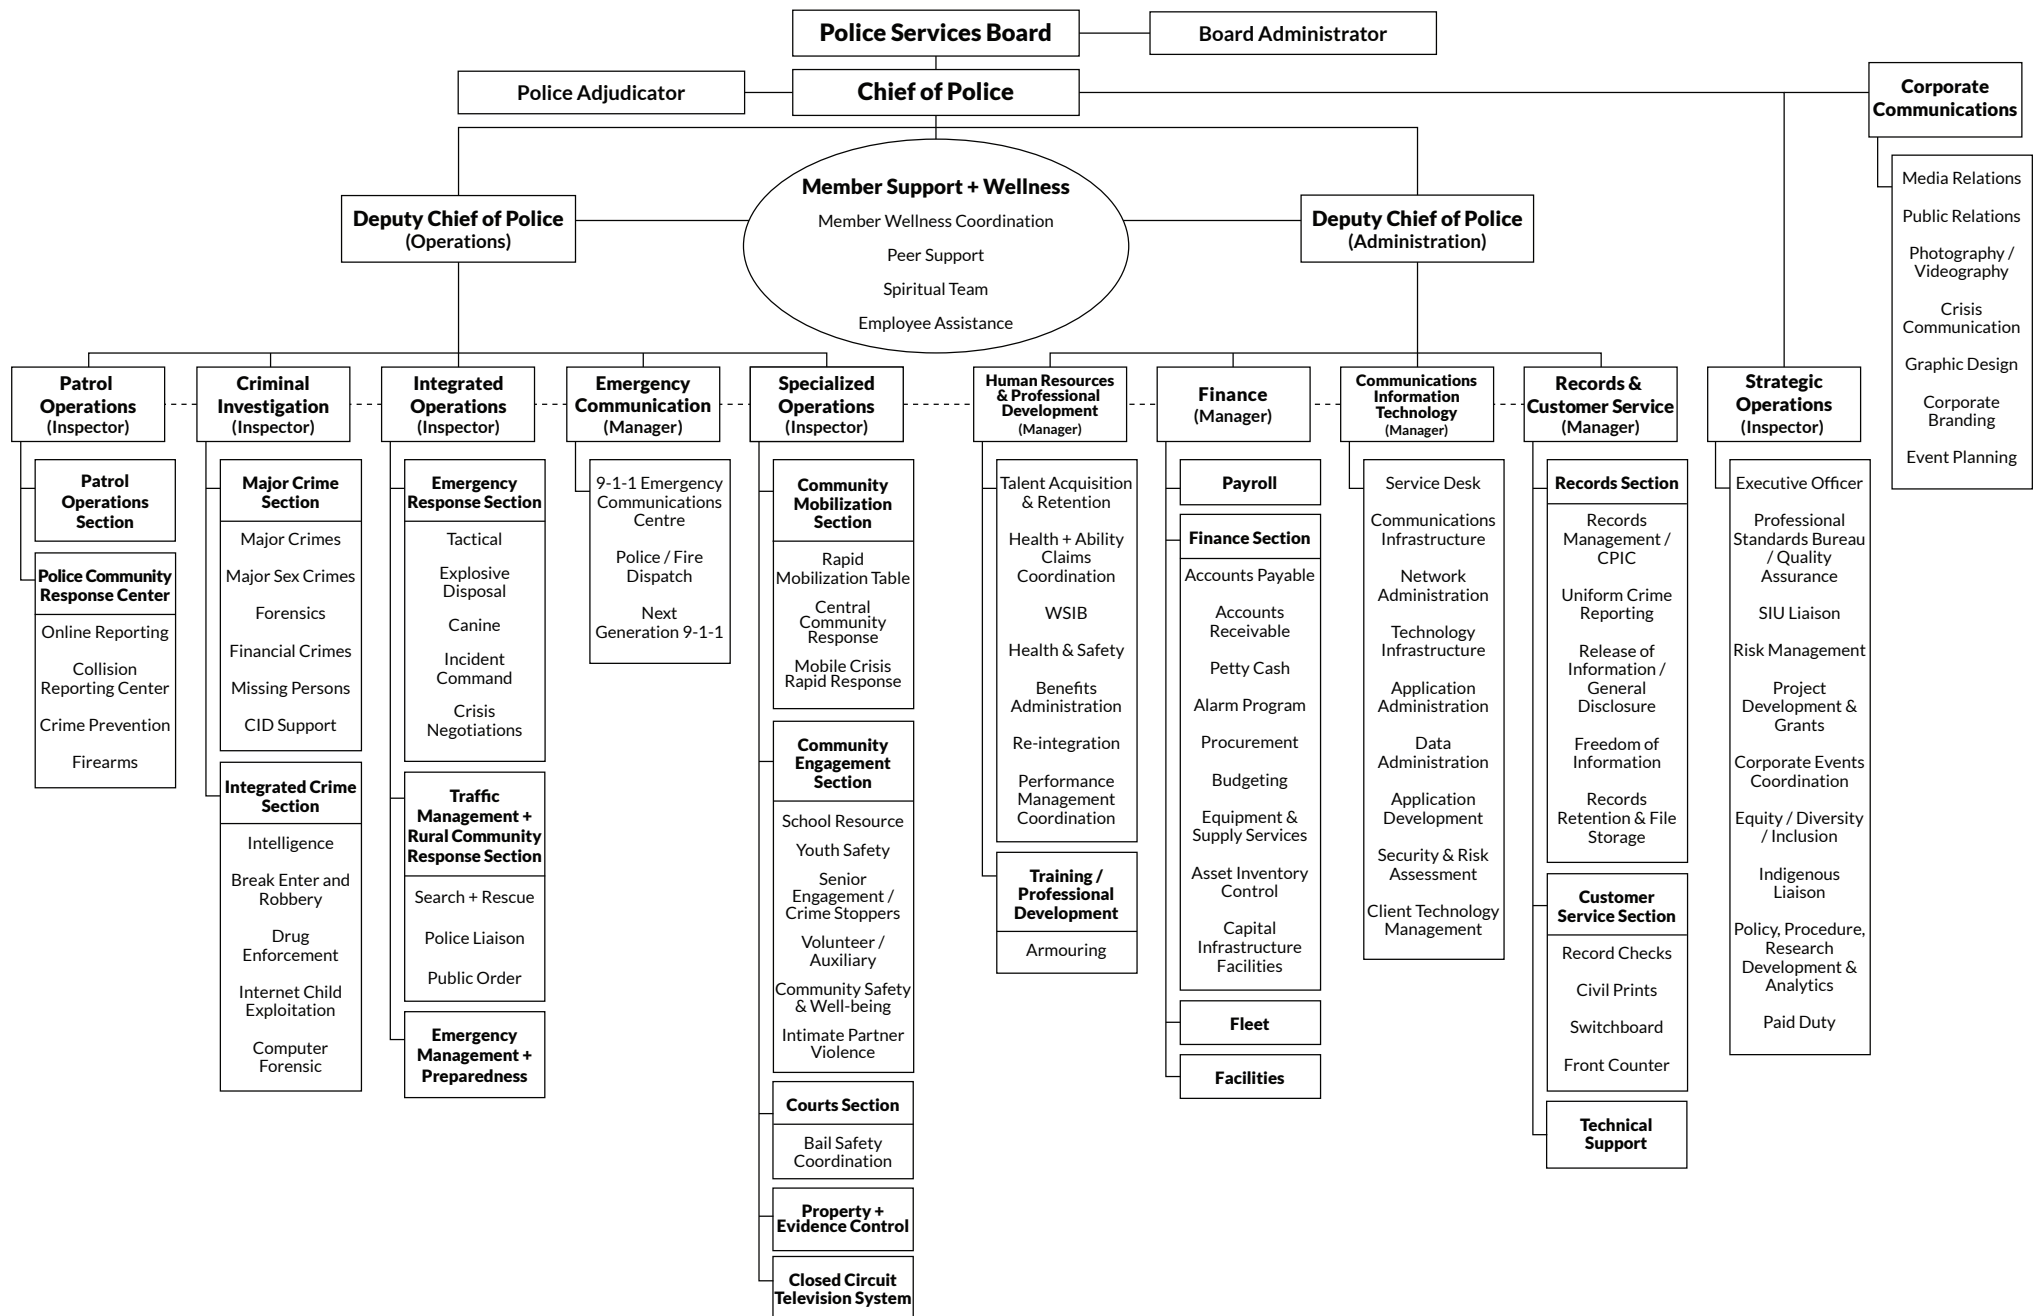 Police Services Board
Board Administrator
Police Adjudicator
Chief of Police
Corporate
Communications
Media Relations
Public Relations
Photography /
Videography
Crisis
Communication
Graphic Design
Corporate
Branding
Event Planning
Member Support + Wellness
Member Wellness Coordination
Peer Support
Spiritual Team
Employee Assistance
Deputy Chief of Police
(Operations)
Deputy Chief of Police
(Administration)
Patrol
Operations
(Inspector)
Patrol
Operations
Section
Police Community
Response Center
Online Reporting
Collision
Reporting Center
Crime Prevention
Firearms
Criminal
Investigation
(Inspector)
Major Crime
Section
Major Crimes
Major Sex Crimes
Forensics
Financial Crimes
Missing Persons
CID Support
Integrated Crime
Section
Intelligence
Break Enter and
Robbery
Drug
Enforcement
Internet Child
Exploitation
Computer
Forensic
Integrated
Operations
(Inspector)
Emergency
Response Section
Tactical
Explosive
Disposal
Canine
Incident
Command
Crisis
Negotiations
Traffic
Management +
Rural Community
Response Section
Search + Rescue
Police Liaison
Public Order
Emergency
Management +
Preparedness
Emergency
Communication
(Manager)
9-1-1 Emergency
Communications
Centre
Police / Fire
Dispatch
Next
Generation 9-1-1
Specialized
Operations
(Inspector)
Community
Mobilization
Section
Rapid
Mobilization Table
Central
Community
Response
Mobile Crisis
Rapid Response
Community
Engagement
Section
School Resource
Youth Safety
Senior
Engagement /
Crime Stoppers
Volunteer /
Auxiliary
Community Safety
& Well-being
Intimate Partner
Violence
Courts Section
Bail Safety
Coordination
Property +
Evidence Control
Closed Circuit
Television System
Human Resources
& Professional
Development
(Manager)
Talent Acquisition
& Retention
Health + Ability
Claims
Coordination
WSIB
Health & Safety
Benefits
Administration
Re-integration
Performance
Management
Coordination
Training /
Professional
Development
Armouring
Finance
(Manager)
Payroll
Finance Section
Accounts Payable
Accounts
Receivable
Petty Cash
Alarm Program
Procurement
Budgeting
Equipment &
Supply Services
Asset Inventory
Control
Capital
Infrastructure
Facilities
Fleet
Facilities
Communications
Information
Technology
(Manager)
Service Desk
Communications
Infrastructure
Network
Administration
Technology
Infrastructure
Application
Administration
Data
Administration
Application
Development
Security & Risk
Assessment
Client Technology
Management
Records &
Customer Service
(Manager)
Records Section
Records
Management /
CPIC
Uniform Crime
Reporting
Release of
Information /
General
Disclosure
Freedom of
Information
Records
Retention & File
Storage
Customer
Service Section
Record Checks
Civil Prints
Switchboard
Front Counter
Technical
Support
Strategic
Operations
(Inspector)
Executive Officer
Professional
Standards Bureau
/ Quality
Assurance
SIU Liaison
Risk Management
Project
Development &
Grants
Corporate Events
Coordination
Equity / Diversity
/ Inclusion
Indigenous
Liaison
Policy, Procedure,
Research
Development &
Analytics
Paid Duty